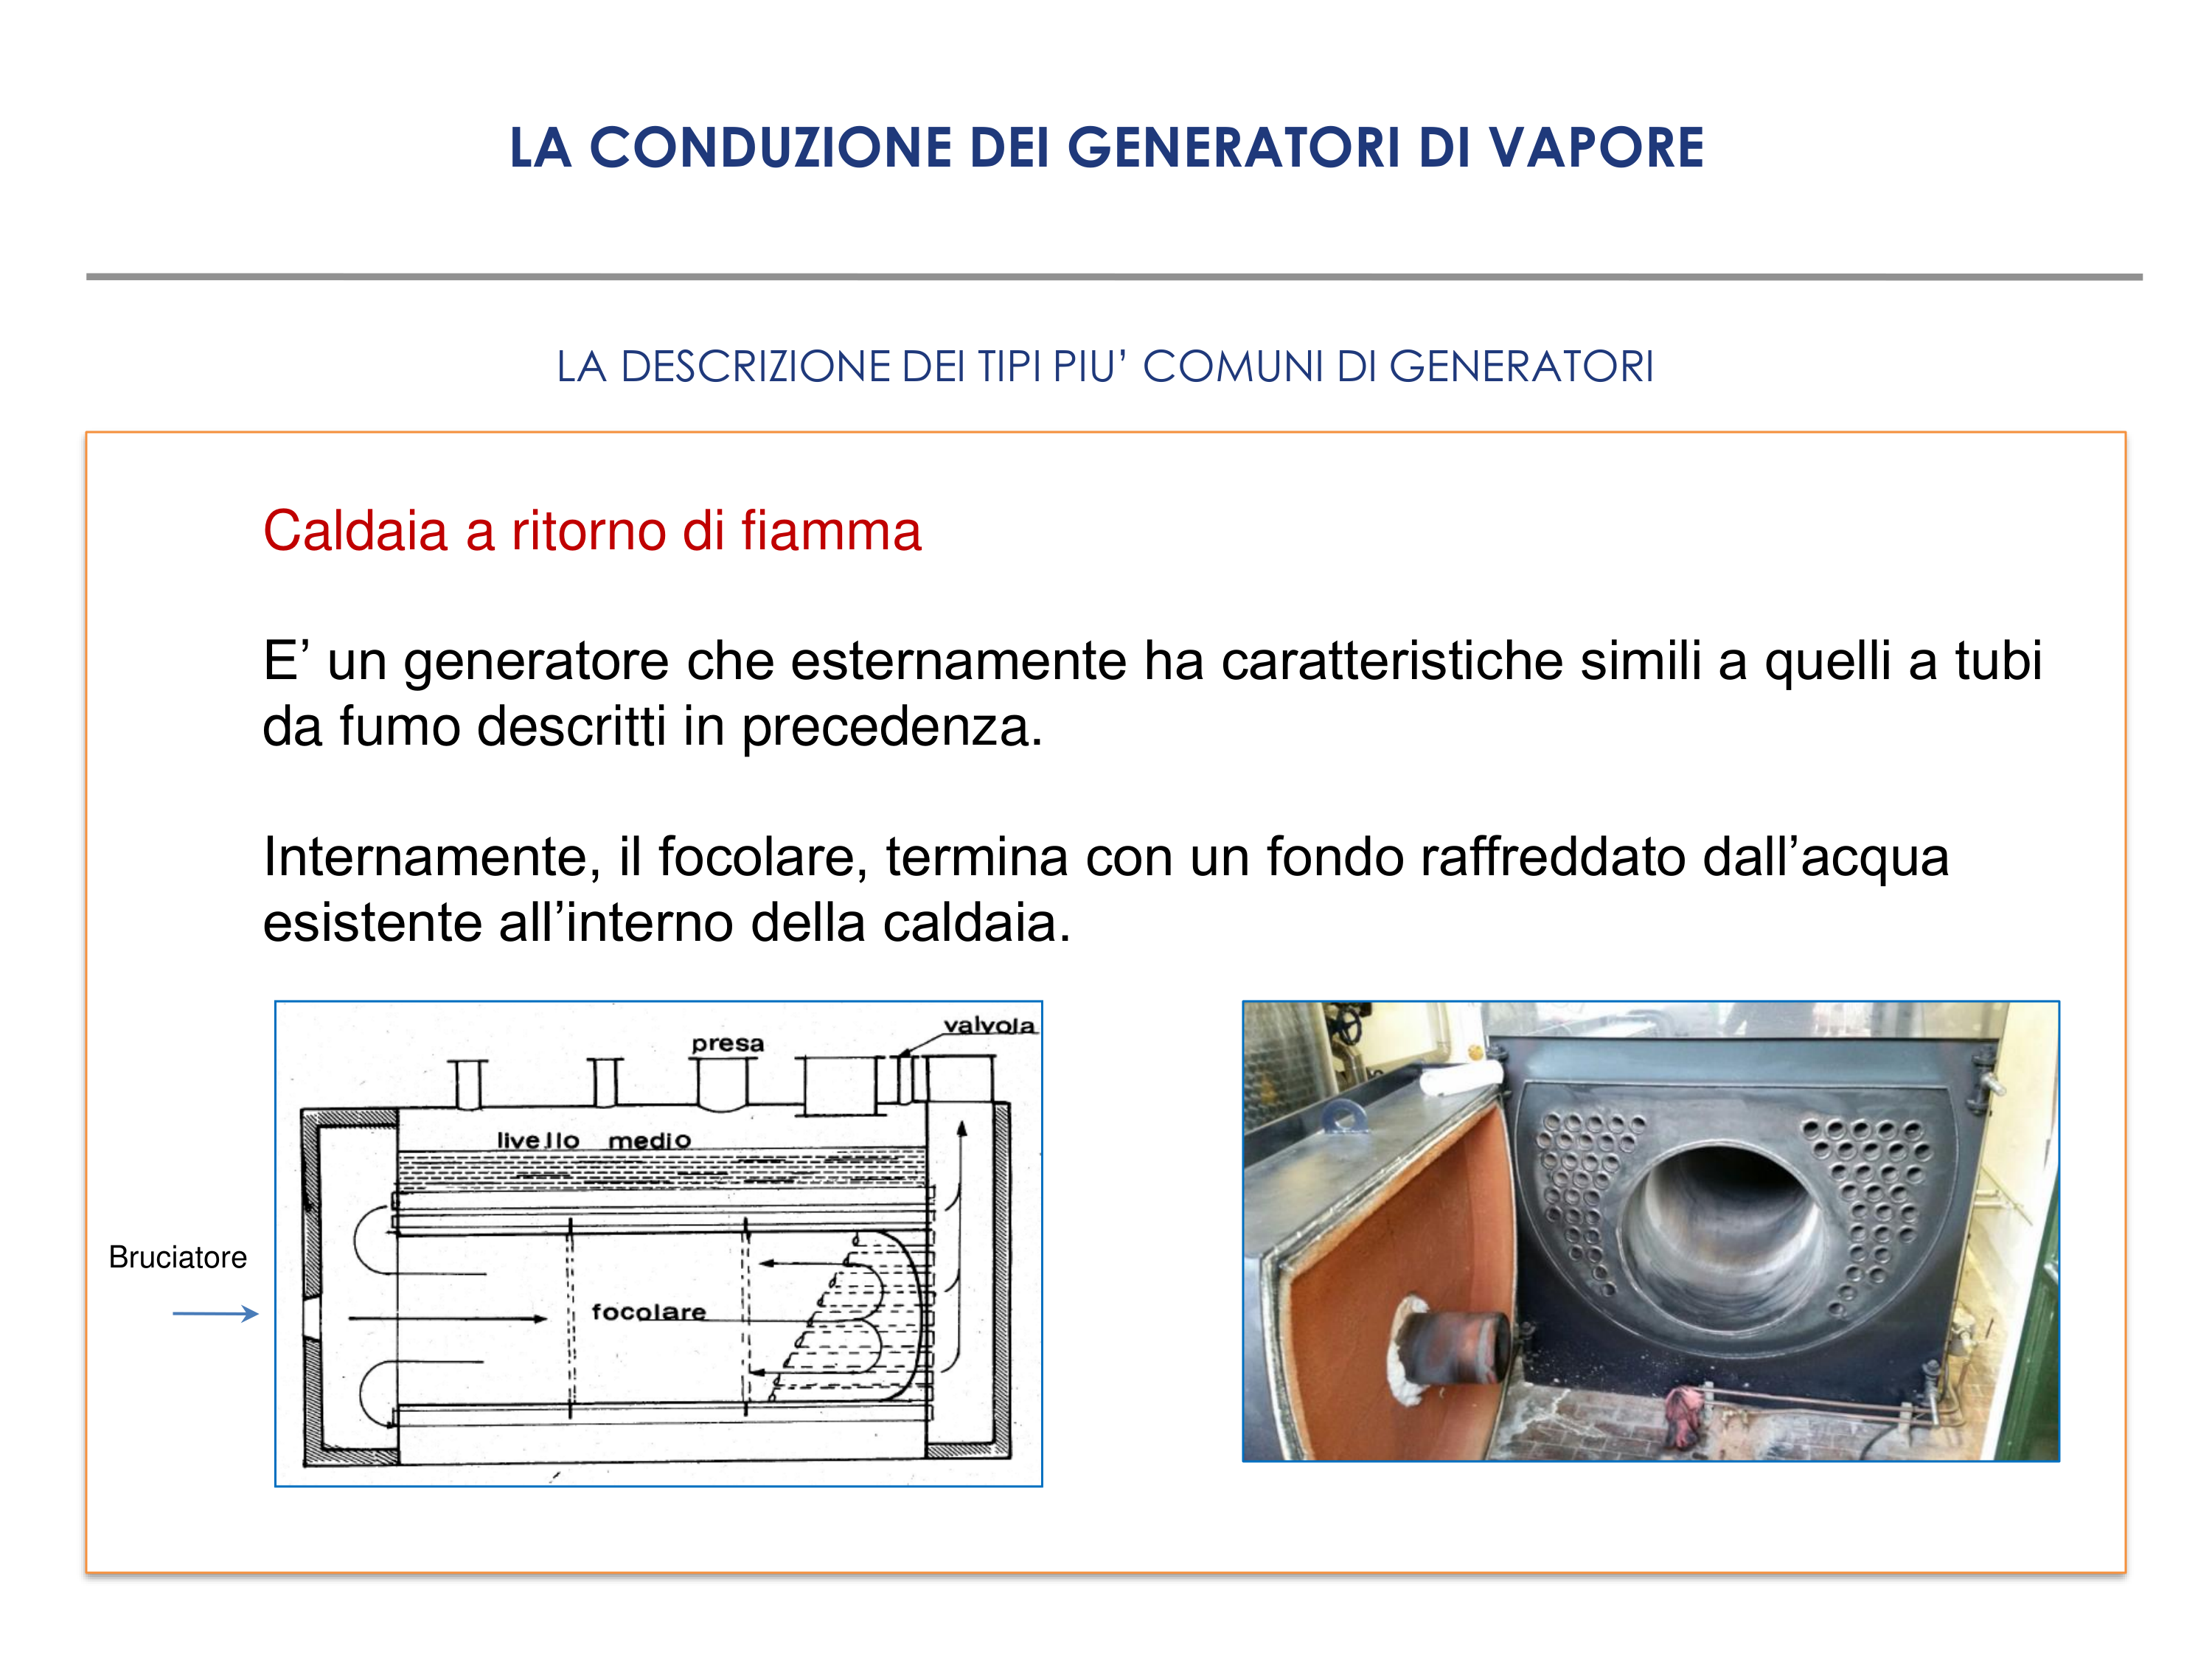 LA CONDUZIONE DEI GENERATORI DI VAPORE
LA DESCRIZIONE DEI TIPI PIU’ COMUNI DI GENERATORI
Caldaia a ritorno di fiamma
E’ un generatore che esternamente ha caratteristiche simili a quelli a tubi
da fumo descritti in precedenza.
Internamente, il focolare, termina con un fondo raffreddato dall’acqua
esistente all’interno della caldaia.
valvola
presa
livello medio
Bruciatore
focolare